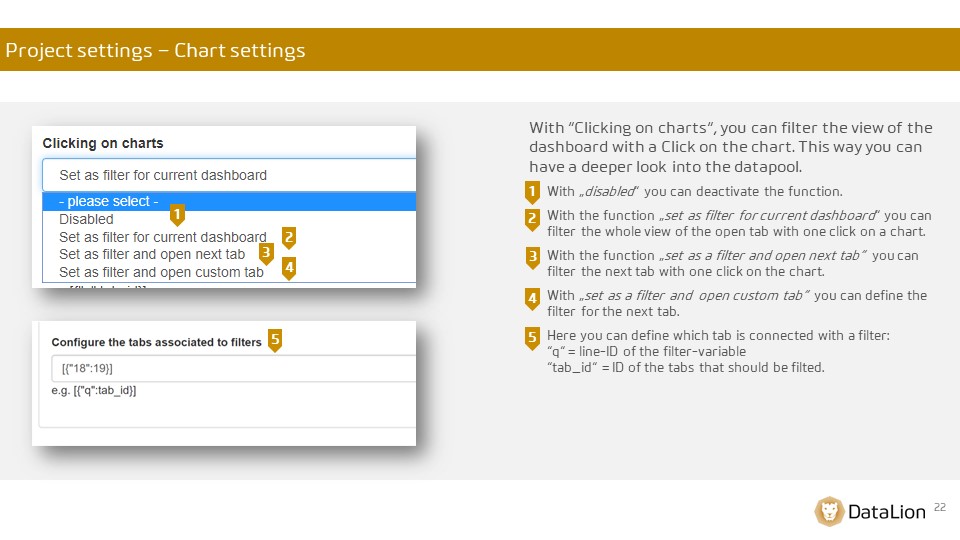 Project settings – Chart settings
Clicking on charts
Set as filter for current dashboard
- please select -
Disabled
1
Set as filter for current dashboard
2
Set as filter and open next tab
3
Set as filter and open custom tab
4
Configure the tabs associated to filters
5
[{"18":19}]
e.g. [{"q":tab_id}]
With “Clicking on charts“, you can filter the view of the
dashboard with a Click on the chart. This way you can
have a deeper look into the datapool.
1 With „disabled“ you can deactivate the function.
2 With the function „set as filter for current dashboard“ you can
filter the whole view of the open tab with one click on a chart.
3 With the function „set as a filter and open next tab“ you can
filter the next tab with one click on the chart.
4 With „set as a filter and open custom tab“ you can define the
filter for the next tab.
5 Here you can define which tab is connected with a filter:
“q“ = line-ID of the filter-variable
“tab_id“ = ID of the tabs that should be filted.
DataLion 22